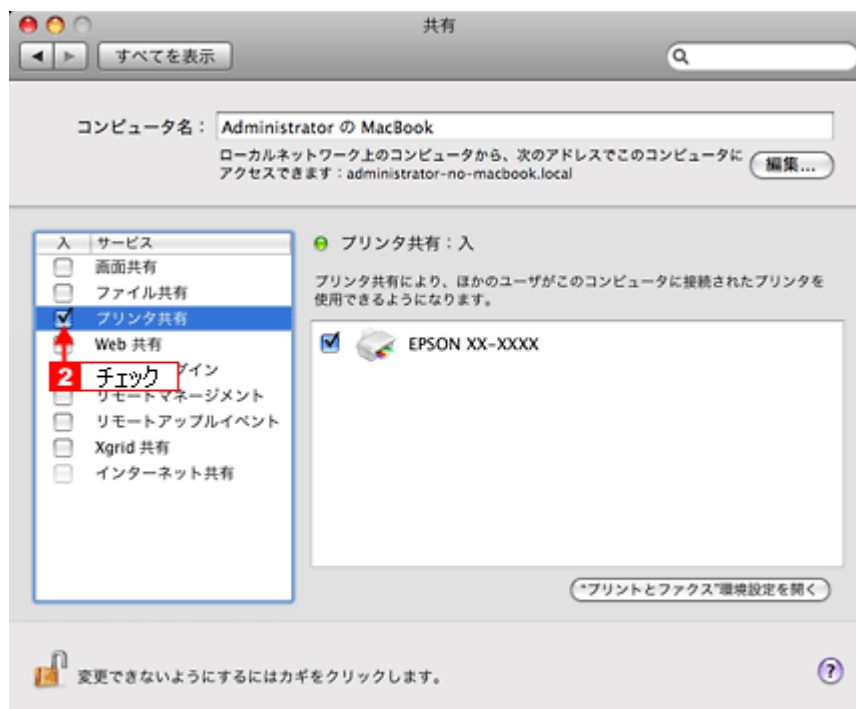 共有
すべてを表示
コンピュータ名：
Administrator の MacBook
ローカルネットワーク上のコンピュータから、次のアドレスでこのコンピュータに
アクセスできます：administrator-no-macbook.local
編集...
入 サービス
画面共有
ファイル共有
プリンタ共有
Web 共有
2 チェック
グイン
リモートマネージメント
リモートアップルイベント
Xgrid 共有
インターネット共有
プリンタ共有：入
プリンタ共有により、ほかのユーザがこのコンピュータに接続されたプリンタを
使用できるようになります。
EPSON XX-XXXX
"プリントとファクス"環境設定を開く
変更できないようにするにはカギをクリックします。
?